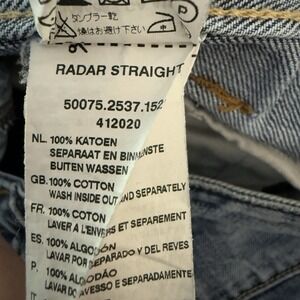 タンブラー乾
燥はお避け下さい
RADAR STRAIGHT
50075.2537.152
412020
NL. 100% KATOEN
SEPARAAT EN BINNENSTE
BUITEN WASSEN
GB. 100% COTTON
WASH INSIDE OUT AND SEPARATELY
FR. 100% COTON
LAVER A L'ENVERS ET SEPAREMENT
ES. 100% ALGODÓN
LAVAR POR SEPARADO Y DEL REVES
P. 100% ALGODÃO
LAVAR DO AVESSO E SEPARADAMENTE